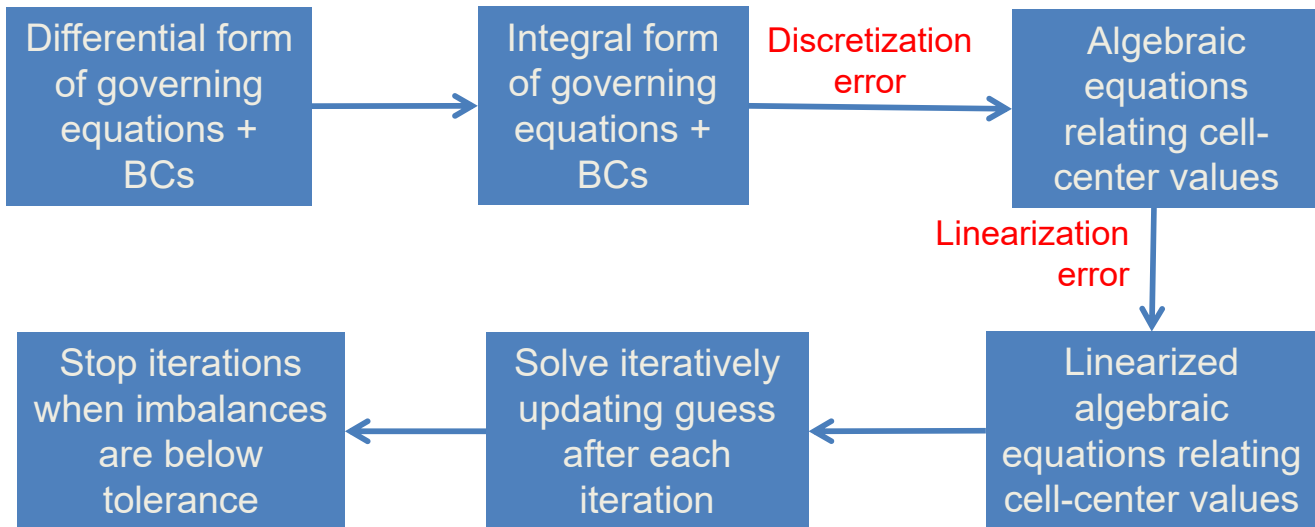 Differential form
of governing
equations +
BCs
Integral form
of governing
equations +
BCs
Discretization
error
Algebraic
equations
relating cell-
center values
Linearization
error
Linearized
algebraic
equations relating
cell-center values
Solve iteratively
updating guess
after each
iteration
Stop iterations
when imbalances
are below
tolerance